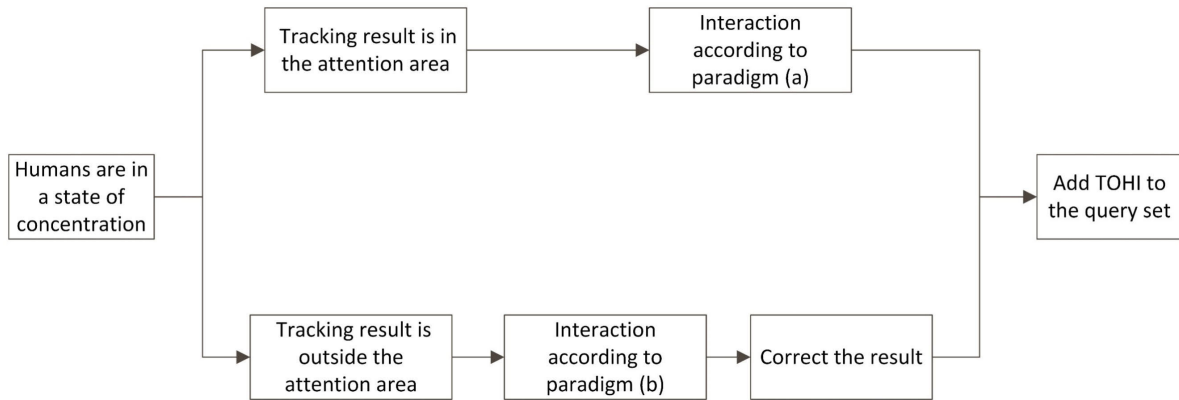 Tracking result is in
the attention area
Interaction
according to
paradigm (a)
Humans are in
a state of
concentration
Add TOHI to
the query set
Tracking result is
outside the
attention area
Interaction
according to
paradigm (b)
Correct the result